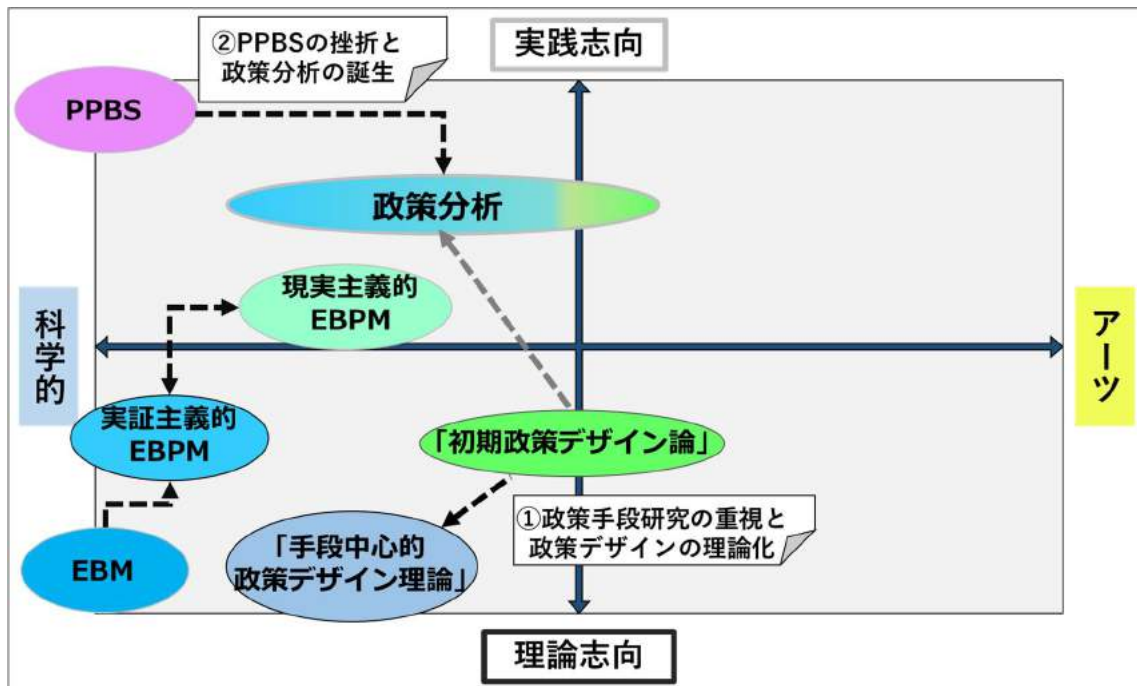 ②PPBSの挫折と
政策分析の誕生
実践志向
PPBS
政策分析
現実主義的
EBPM
科学的
アーツ
実証主義的
EBPM
「初期政策デザイン論」
①政策手段研究の重視と
政策デザインの理論化
「手段中心的
政策デザイン理論」
EBM
理論志向